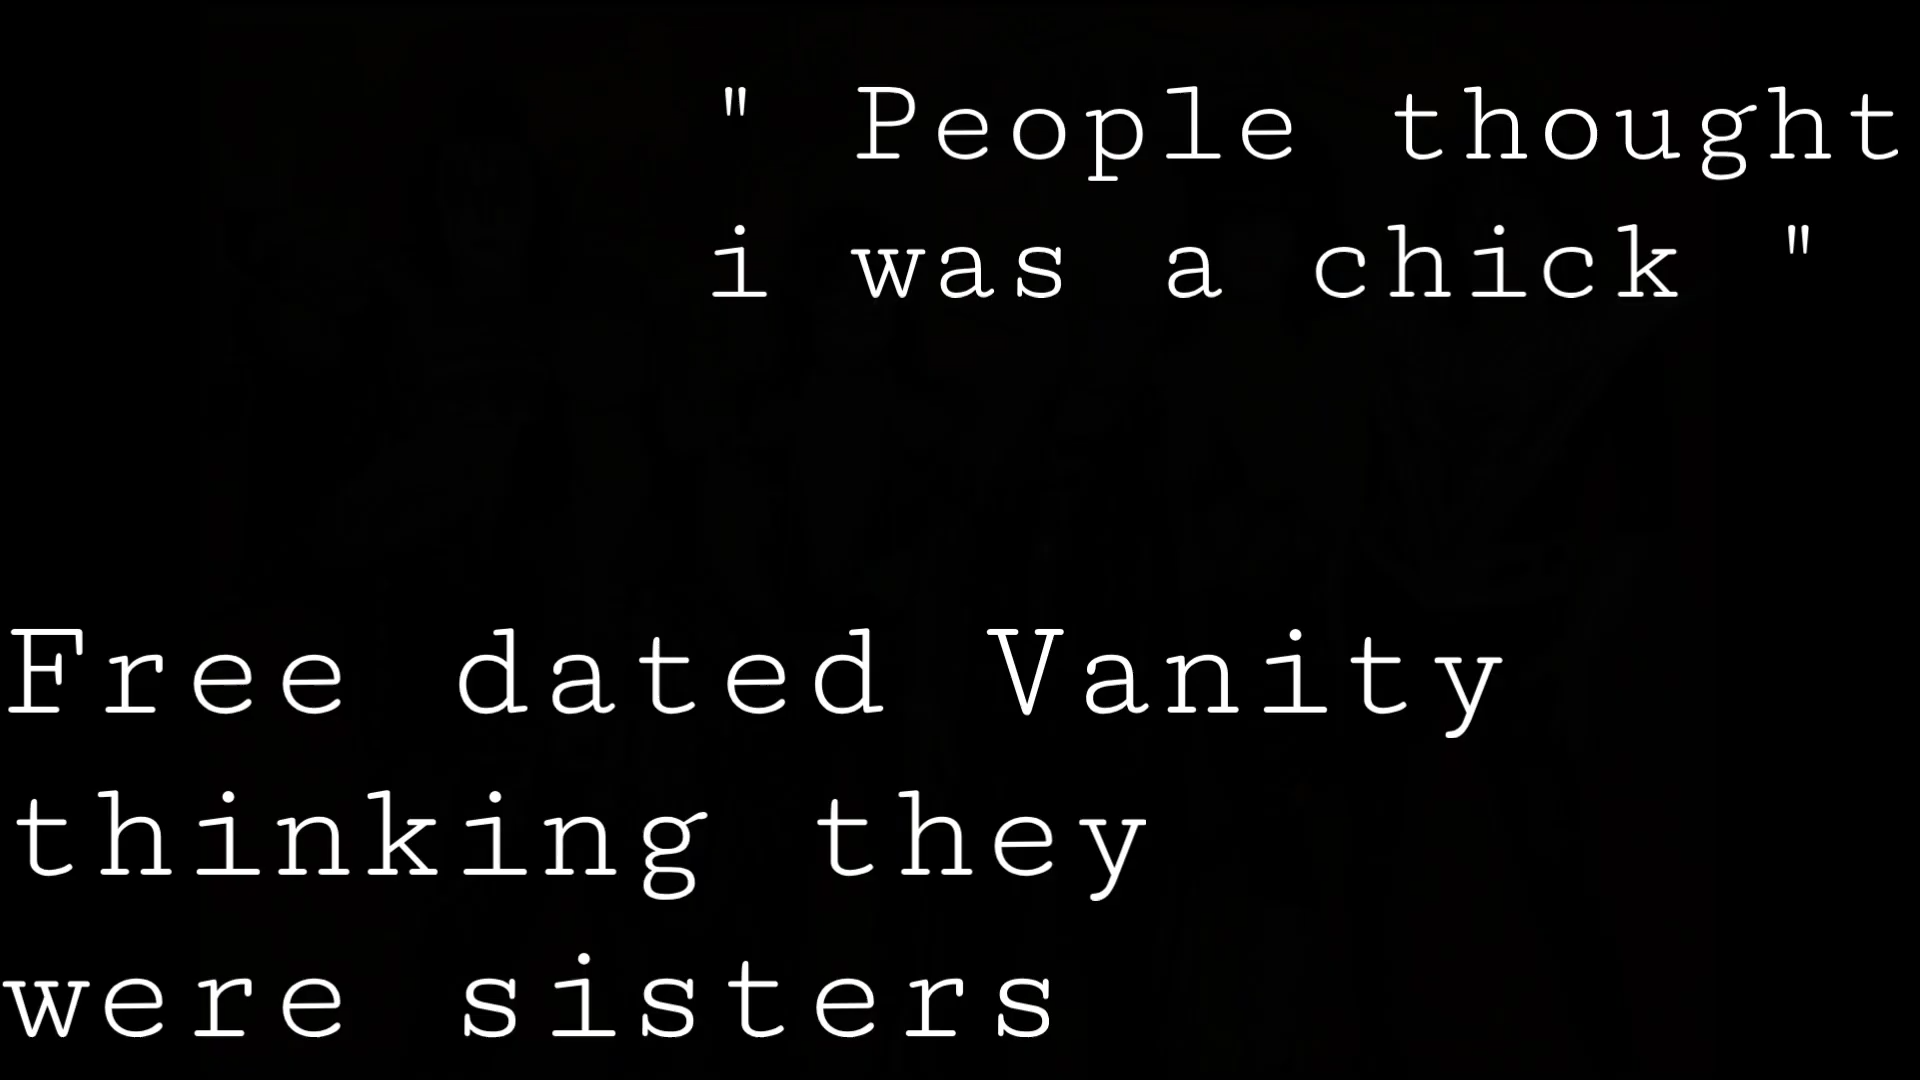 " People thought
i was a chick "
Free dated Vanity
thinking they
were sisters